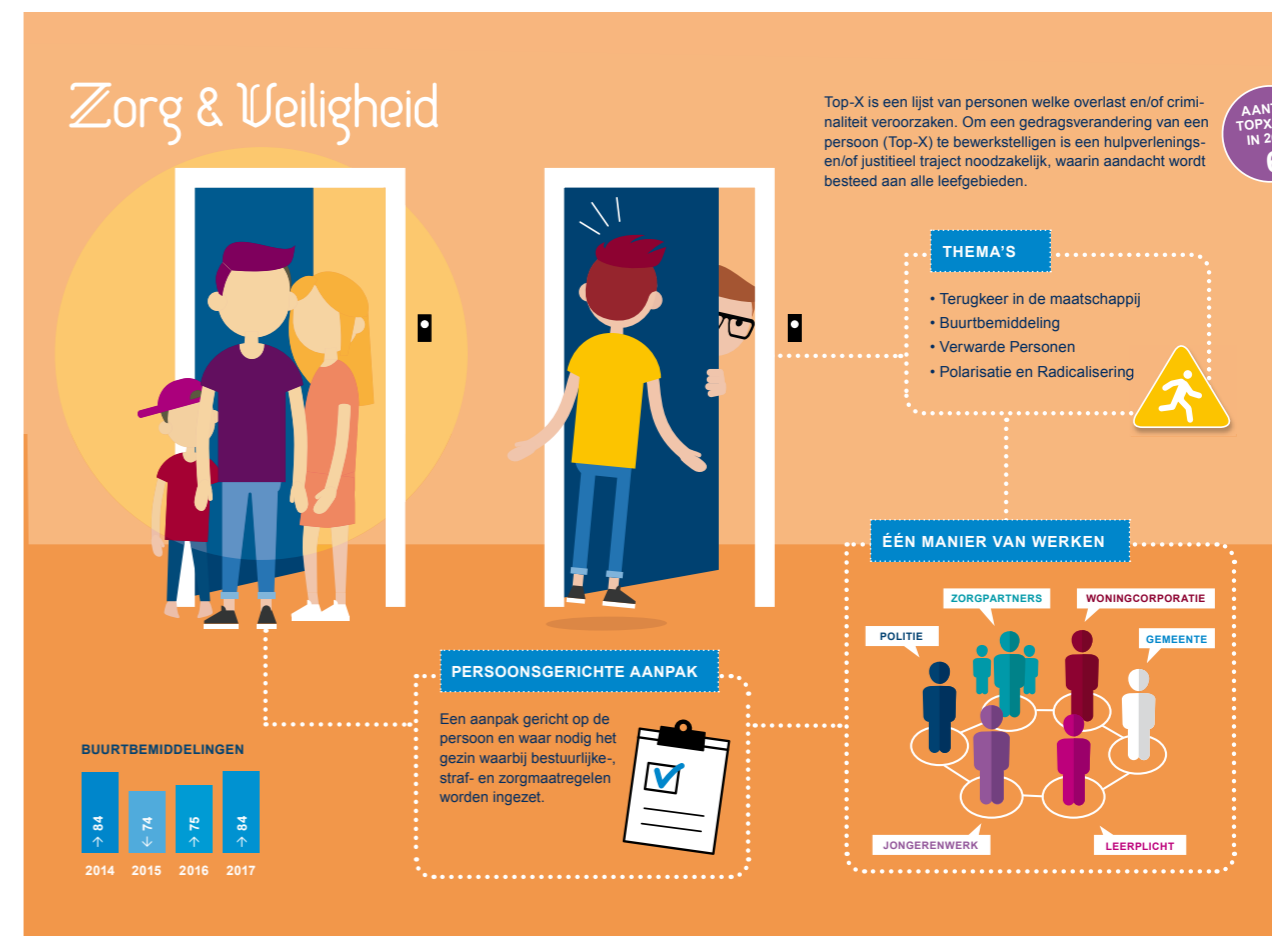 Zorg & Veiligheid
Top-X is een lijst van personen welke overlast en/of crimi-
naliteit veroorzaken. Om een gedragsverandering van een
persoon (Top-X) te bewerkstelligen is een hulpverlenings-
en/of justitieel traject noodzakelijk, waarin aandacht wordt
besteed aan alle leefgebieden.
IN
THEMA'S
• Terugkeer in de maatschappij
• Buurtbemiddeling
• Verwarde Personen
• Polarisatie en Radicalisering
ÉÉN MANIER VAN WERKEN
ZORGPARTNERS
WONINGCORPORATIE
POLITIE
GEMEENTE
JONGERENWERK
LEERPLICHT
PERSOONSGERICHTE AANPAK
Een aanpak gericht op de
persoon en waar nodig het
gezin waarbij bestuurlijke-,
straf- en zorgmaatregelen
worden ingezet.
BUURTBEMIDDELINGEN
↑ 84 ↓ 74 ↑ 75 ↑ 84
2014 2015 2016 2017